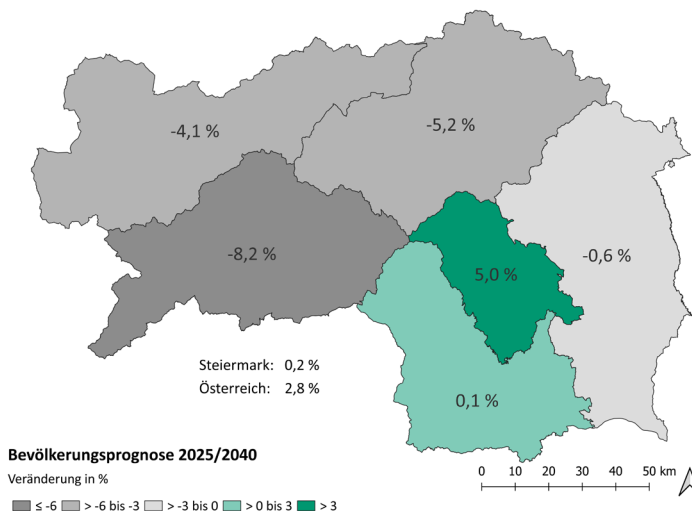 -4,1 %
-5,2 %
-8,2 %
5,0 %
-0,6 %
0,1 %
Steiermark: 0,2 %
Österreich: 2,8 %
Bevölkerungsprognose 2025/2040
Veränderung in %
≤ -6 > -6 bis -3 > -3 bis 0 > 0 bis 3 > 3
0 10 20 30 40 50 km